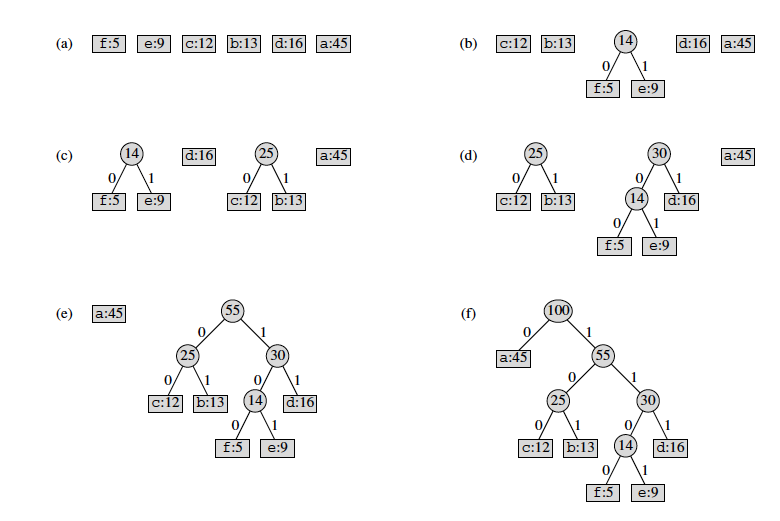 (a) f:5 e:9 c:12 b:13 d:16 a:45
(b) c:12 b:13 14 d:16 a:45
0 1
f:5 e:9
(c) 14 d:16 25 a:45
0 1 0 1
f:5 e:9 c:12 b:13
(d) 25 30 a:45
0 1 0 1
c:12 b:13 14 d:16
0 1
f:5 e:9
(e) a:45 55
0 1
25 30
0 1 0 1
c:12 b:13 14 d:16
0 1
f:5 e:9
(f) 100
0 1
a:45 55
0 1
25 30
0 1 0 1
c:12 b:13 14 d:16
0 1
f:5 e:9